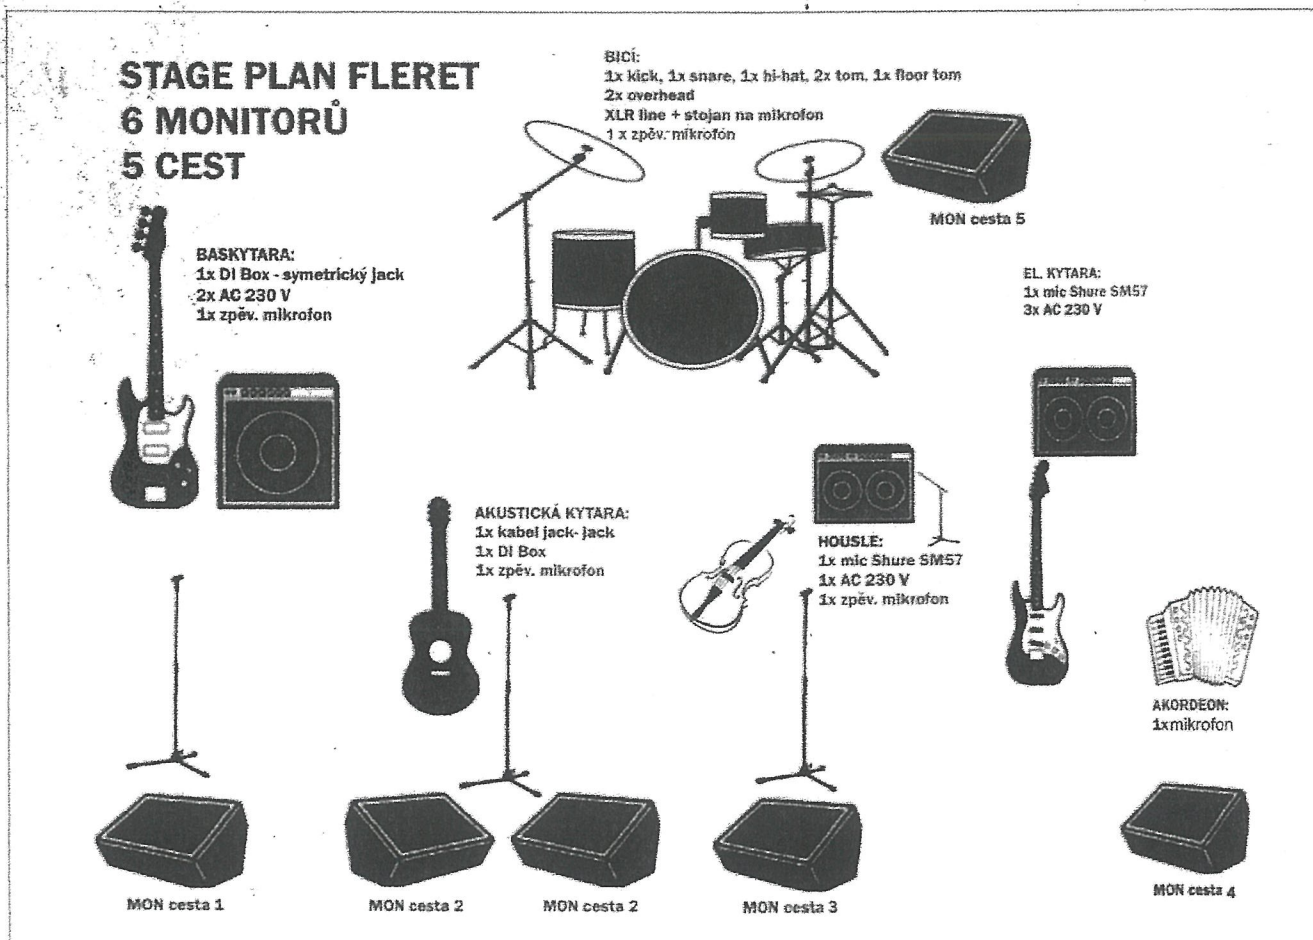 STAGE PLAN FLERET
6 MONITORŮ
5 CEST
BICÍ:
1x kick, 1x snare, 1x hi-hat, 2x tom, 1x floor tom
2x overhead
XLR line + stojan na mikrofon
1 x zpěv. mikrofón
MON cesta 5
BASKYTARA:
1x DI Box - symetrický jack
2x AC 230 V
1x zpěv. mikrofon
EL. KYTARA:
1x mic Shure SM57
3x AC 230 V
AKUSTICKÁ KYTARA:
1x kabel jack- jack
1x DI Box
1x zpěv. mikrofon
HOUSLE:
1x mic Shure SM57
1x AC 230 V
1x zpěv. mikrofon
AKORDEON:
1xmikrofon
MON cesta 1
MON cesta 2
MON cesta 2
MON cesta 3
MON cesta 4